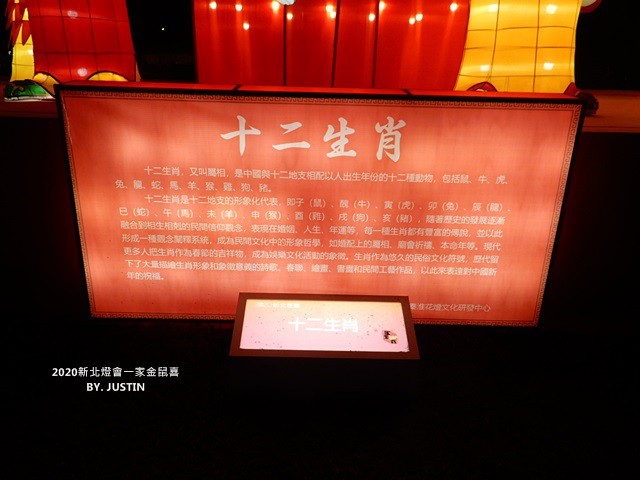 十二生肖
十二生肖，又叫屬相，是中國與十二地支相配以人出生年份的十二種動物，包括鼠、牛、虎、
兔、龍、蛇、馬、羊、猴、雞、狗、豬。
十二生肖是十二地支的形象化代表，即子（鼠）、醜（牛）、寅（虎）、卯（兔）、辰（龍）、
巳（蛇）、午（馬）、未（羊）、申（猴）、酉（雞）、戌（狗）、亥（豬），隨著歷史的發展逐漸
融合到相生相剋的民間信仰觀念，表現在婚姻、人生、年運等，每一種生肖都有豐富的傳說，並以此
形成一種觀念闡釋系統，成為民間文化中的形象哲學，如婚配上的屬相、廟會祈禱、本命年等。現代
更多人把生肖作為春節的吉祥物，成為娛樂文化活動的象徵。生肖作為悠久的民俗文化符號，歷代留
下了大量描繪生肖形象和象徵意義的詩歌、春聯、繪畫、書畫和民間工藝作品，以此來表達對中國新
年的祝福。
秦淮花燈文化研發中心
十二生肖
2020新北燈會一家金鼠喜
BY. JUSTIN